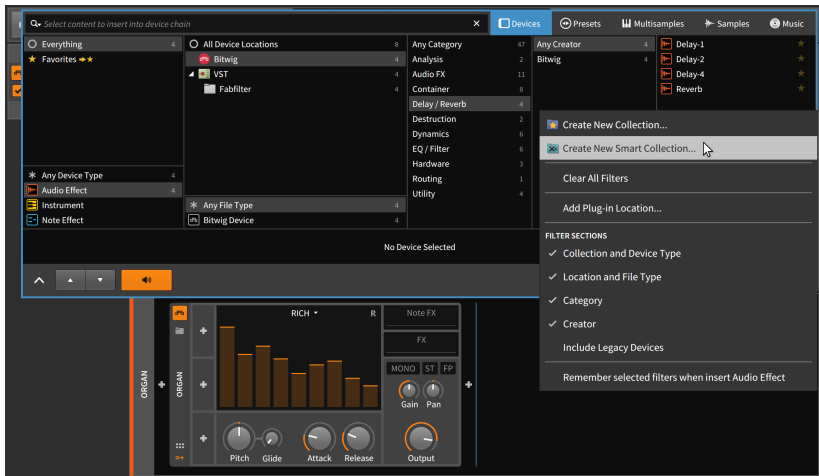 Select content to insert into device chain
Devices
Presets
Multisamples
Samples
Music
Everything 4
Favorites
Any Device Type 4
Audio Effect 4
Instrument
Note Effect
All Device Locations 8
Bitwig 4
VST 4
Fabfilter 4
Any File Type 4
Bitwig Device 4
Any Category 47
Analysis 2
Audio FX 11
Container 8
Delay / Reverb 4
Destruction 2
Dynamics 6
EQ / Filter 6
Hardware 3
Routing 1
Utility 4
Any Creator 4
Bitwig 4
Delay-1
Delay-2
Delay-4
Reverb
No Device Selected
Create New Collection...
Create New Smart Collection...
Clear All Filters
Add Plug-in Location...
FILTER SECTIONS
Collection and Device Type
Location and File Type
Category
Creator
Include Legacy Devices
Remember selected filters when insert Audio Effect
ORGAN
ORGAN
RICH
R
Note FX
FX
MONO ST FP
Gain Pan
Pitch Glide Attack Release Output